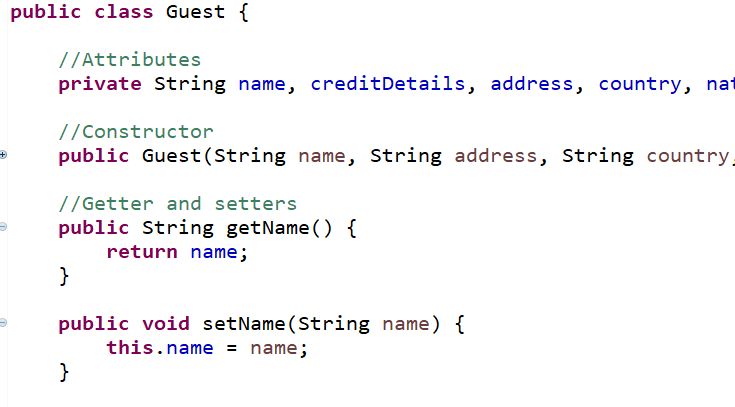 public class Guest {
//Attributes
private String name, creditDetails, address, country, nat
//Constructor
public Guest(String name, String address, String country,
//Getter and setters
public String getName() {
return name;
}
public void setName(String name) {
this.name = name;
}